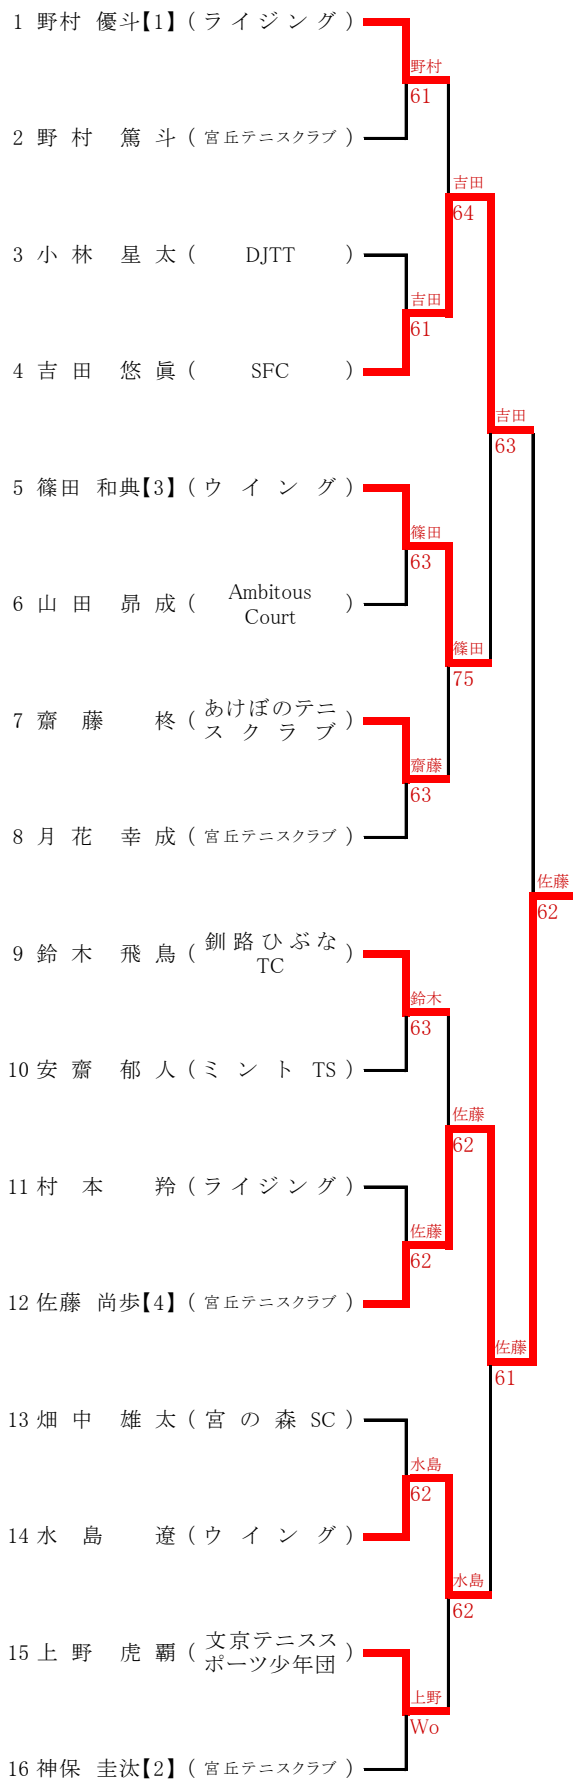 1 野村 優斗【1】 ( ライジング )
野村
61
2 野村 篤斗 ( 宮丘テニスクラブ )
吉田
64
3 小林 星太 ( DJTT )
吉田
61
4 吉田 悠眞 ( SFC )
吉田
63
5 篠田 和典【3】 ( ウイング )
篠田
63
6 山田 昴成 ( Ambitous
Court )
篠田
75
7 齋藤 柊 ( あけぼのテニ
スクラブ )
齋藤
63
8 月花 幸成 ( 宮丘テニスクラブ )
佐藤
62
9 鈴木 飛鳥 ( 釧路ひぶな
TC )
鈴木
63
10 安齋 郁人 ( ミント TS )
佐藤
62
11 村本 羚 ( ライジング )
佐藤
62
12 佐藤 尚歩【4】 ( 宮丘テニスクラブ )
佐藤
61
13 畑中 雄太 ( 宮の森 SC )
水島
62
14 水島 遼 ( ウイング )
水島
62
15 上野 虎覇 ( 文京テニスス
ポーツ少年団 )
上野
Wo
16 神保 圭汰【2】 ( 宮丘テニスクラブ )